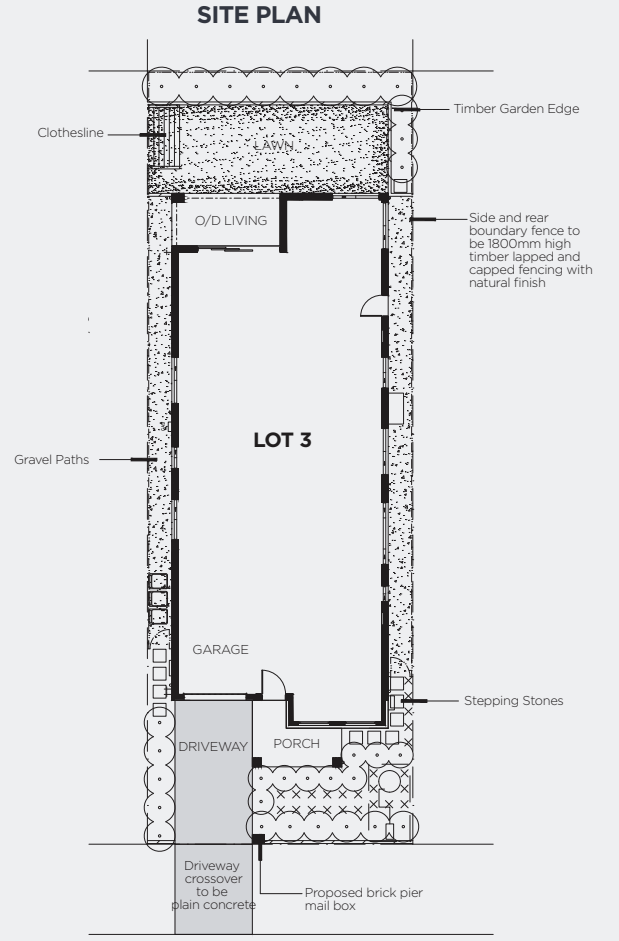 SITE PLAN
Timber Garden Edge
Clothesline
LAWN
O/D LIVING
Side and rear
boundary fence to
be 1800mm high
timber lapped and
capped fencing with
natural finish
LOT 3
Gravel Paths
GARAGE
Stepping Stones
DRIVEWAY
PORCH
Driveway
crossover
to be
plain concrete
Proposed brick pier
mail box